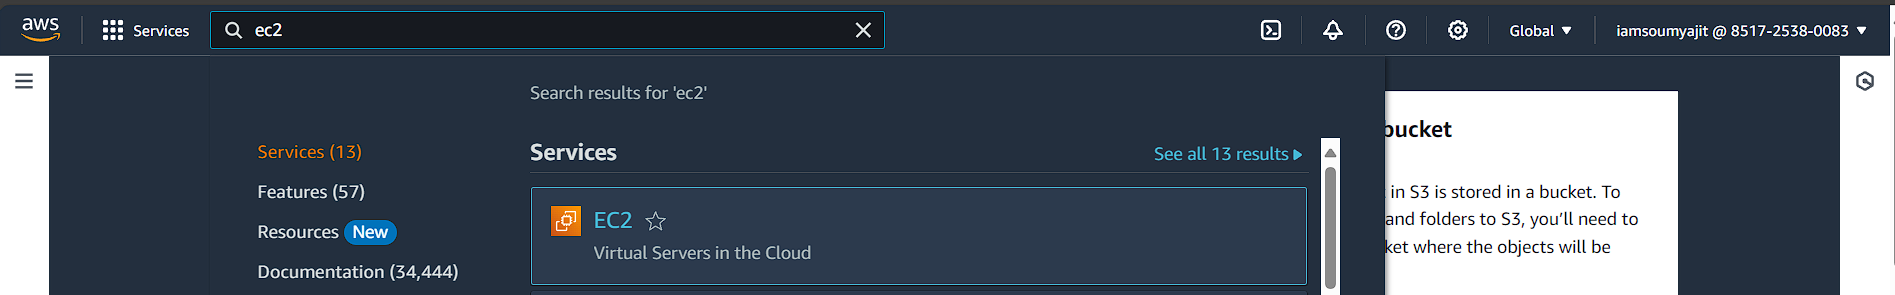 aws
Services
ec2
Global
iamsoumyajit @ 8517-2538-0083
Search results for 'ec2'
Services (13)
Features (57)
Resources New
Documentation (34,444)
Services
See all 13 results
EC2
Virtual Servers in the Cloud
bucket
in S3 is stored in a bucket. To
and folders to S3, you'll need to
ket where the objects will be